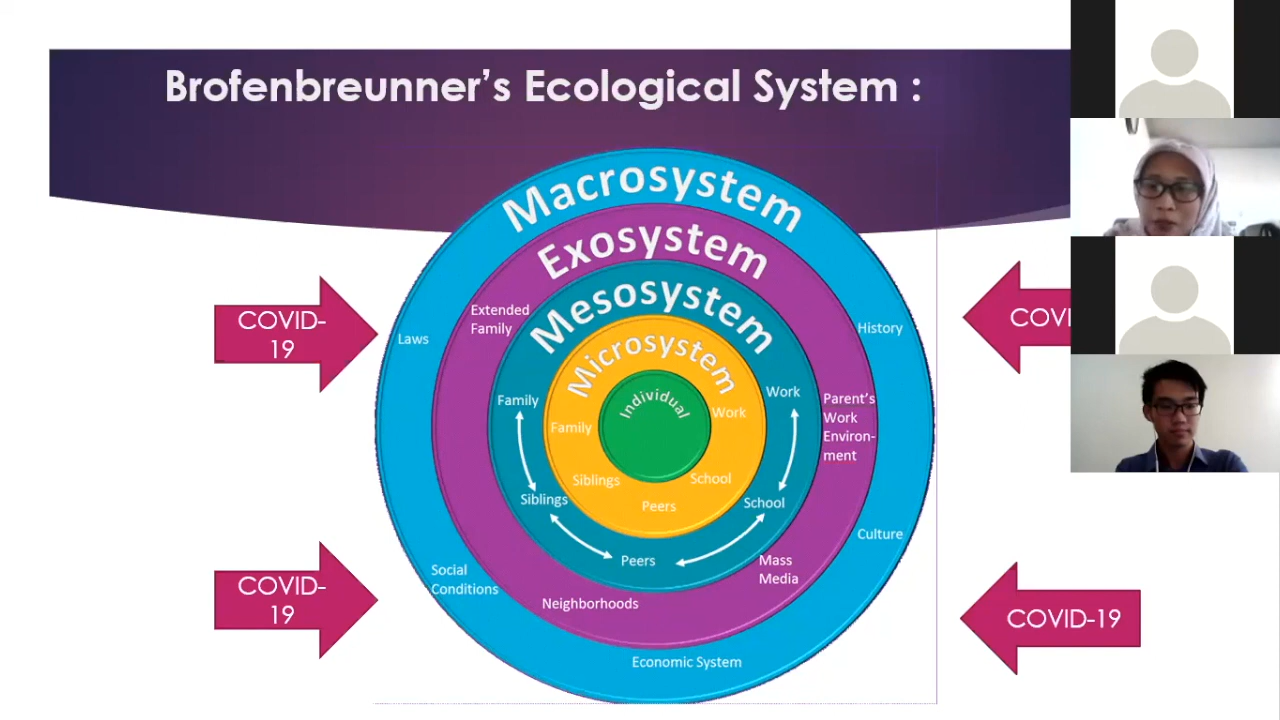 Brofenbreunner's Ecological System :
Macrosystem
Exosystem
Mesosystem
Microsystem
Individual
COVID-
19
Laws
Extended
Family
History
Family
Work
Family
Work
Parent's
Work
Environ-
ment
Siblings
School
Siblings
Peers
School
Peers
Mass
Media
Culture
Social
Conditions
Neighborhoods
Economic System
COVID-
19
COVID-19